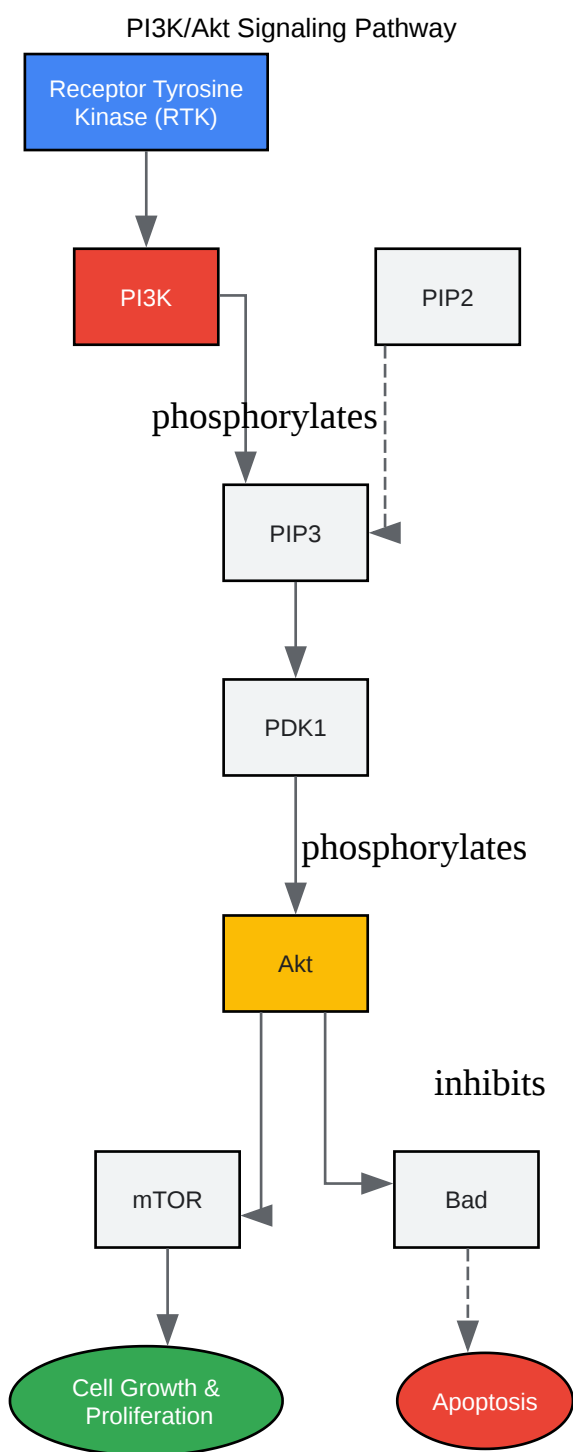 PI3K/Akt Signaling Pathway
Receptor Tyrosine
Kinase (RTK)
PI3K
PIP2
phosphorylates
PIP3
PDK1
phosphorylates
Akt
inhibits
mTOR
Bad
Cell Growth &
Proliferation
Apoptosis